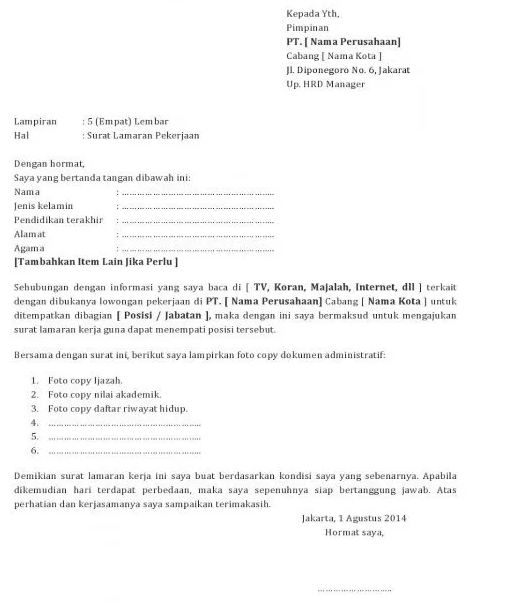 Kepada Yth,
Pimpinan
PT. [ Nama Perusahaan]
Cabang [ Nama Kota ]
Jl. Diponegoro No. 6, Jakarat
Up. HRD Manager
Lampiran : 5 (Empat) Lembar
Hal : Surat Lamaran Pekerjaan
Dengan hormat,
Saya yang bertanda tangan dibawah ini:
Nama : ..........................................................
Jenis kelamin : ..........................................................
Pendidikan terakhir : ..........................................................
Alamat : ..........................................................
Agama : ..........................................................
[Tambahkan Item Lain Jika Perlu ]
Sehubungan dengan informasi yang saya baca di [ TV, Koran, Majalah, Internet, dll ] terkait
dengan dibukanya lowongan pekerjaan di PT. [ Nama Perusahaan] Cabang [ Nama Kota ] untuk
ditempatkan dibagian [ Posisi / Jabatan ], maka dengan ini saya bermaksud untuk mengajukan
surat lamaran kerja guna dapat menempati posisi tersebut.
Bersama dengan surat ini, berikut saya lampirkan foto copy dokumen administratif:
1. Foto copy Ijazah.
2. Foto copy nilai akademik.
3. Foto copy daftar riwayat hidup.
4. ..........................................................
5. ..........................................................
6. ..........................................................
Demikian surat lamaran kerja ini saya buat berdasarkan kondisi saya yang sebenarnya. Apabila
dikemudian hari terdapat perbedaan, maka saya sepenuhnya siap bertanggung jawab. Atas
perhatian dan kerjasamanya saya sampaikan terimakasih.
Jakarta, 1 Agustus 2014
Hormat saya,
............................